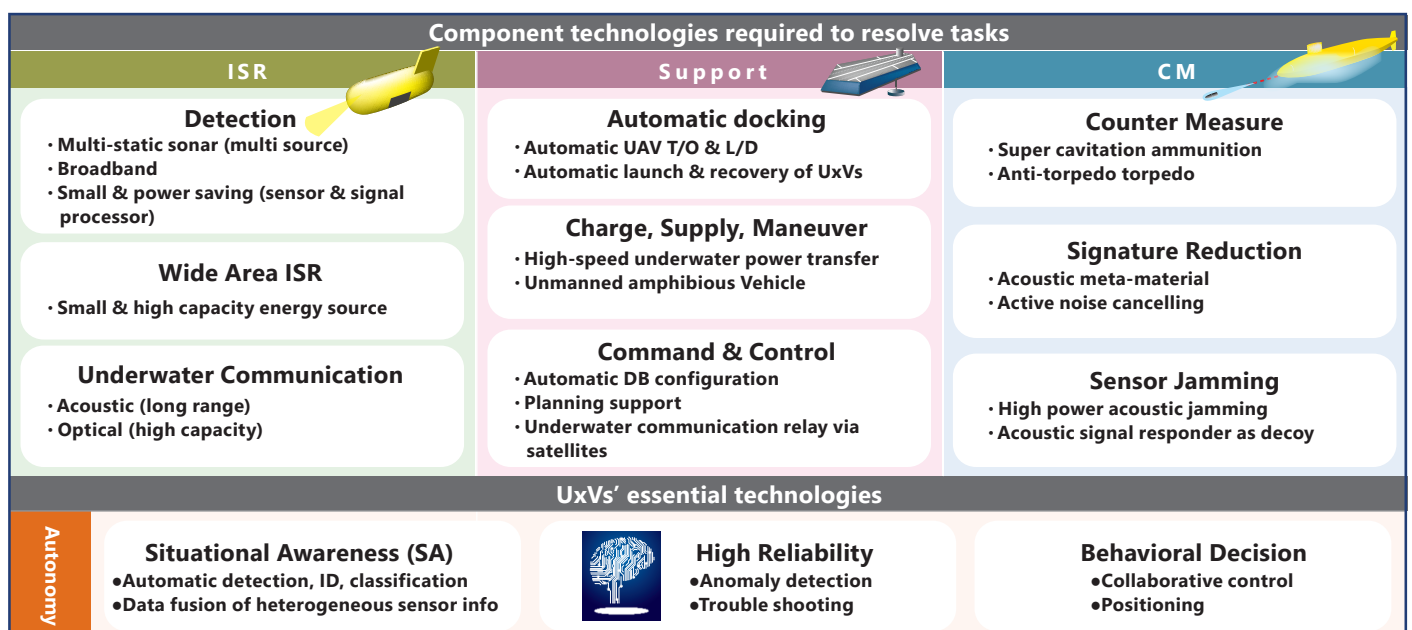 Component technologies required to resolve tasks
ISR
Detection
・Multi-static sonar (multi source)
・Broadband
・Small & power saving (sensor & signal
processor)
Wide Area ISR
・Small & high capacity energy source
Underwater Communication
・Acoustic (long range)
・Optical (high capacity)
Support
Automatic docking
・Automatic UAV T/O & L/D
・Automatic launch & recovery of UxVs
Charge, Supply, Maneuver
・High-speed underwater power transfer
・Unmanned amphibious Vehicle
Command & Control
・Automatic DB configuration
・Planning support
・Underwater communication relay via
satellites
CM
Counter Measure
・Super cavitation ammunition
・Anti-torpedo torpedo
Signature Reduction
・Acoustic meta-material
・Active noise cancelling
Sensor Jamming
・High power acoustic jamming
・Acoustic signal responder as decoy
UxVs’ essential technologies
Autonomy
Situational Awareness (SA)
●Automatic detection, ID, classification
●Data fusion of heterogeneous sensor info
High Reliability
●Anomaly detection
●Trouble shooting
Behavioral Decision
●Collaborative control
●Positioning